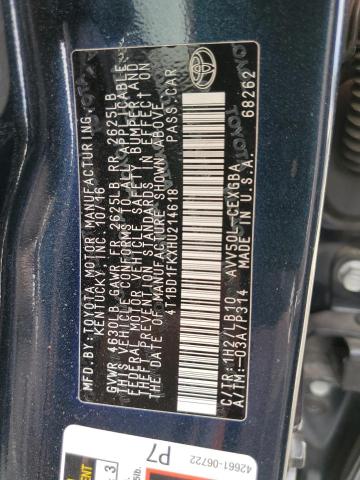 MFD.BY:TOYOTA MOTOR MANUFACTURING,
KENTUCKY, INC. 10/16
GVWR 4630LB GAWR FR 2625LB RR 2625LB
THIS VEHICLE CONFORMS TO ALL APPLICABLE
FEDERAL MOTOR VEHICLE SAFETY, BUMPER AND
THEFT PREVENTION STANDARDS IN EFFECT ON
THE DATE OF MANUFACTURE SHOWN ABOVE.
4T1BD1FKXHU214618 PASS.CAR
C/TR:1H2/LB10 AVV50L-CEXGBA
A/TM:-03A/P314 MADE IN U.S.A.
68262
42661-06722
P7